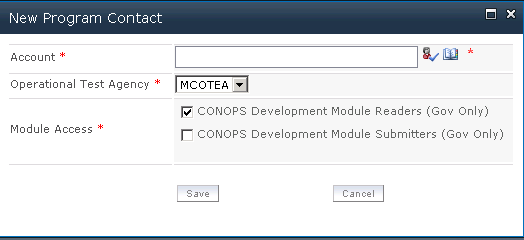 New Program Contact
Account *
*
Operational Test Agency * MCOTEA
Module Access *
CONOPS Development Module Readers (Gov Only)
CONOPS Development Module Submitters (Gov Only)
Save Cancel